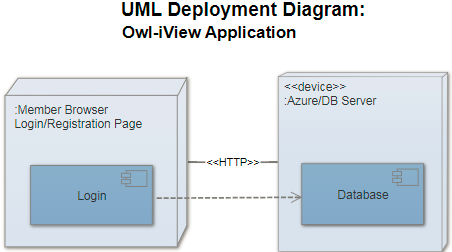 UML Deployment Diagram:
Owl-iView Application
:Member Browser
Login/Registration Page
Login
<<HTTP>>
<<device>>
:Azure/DB Server
Database